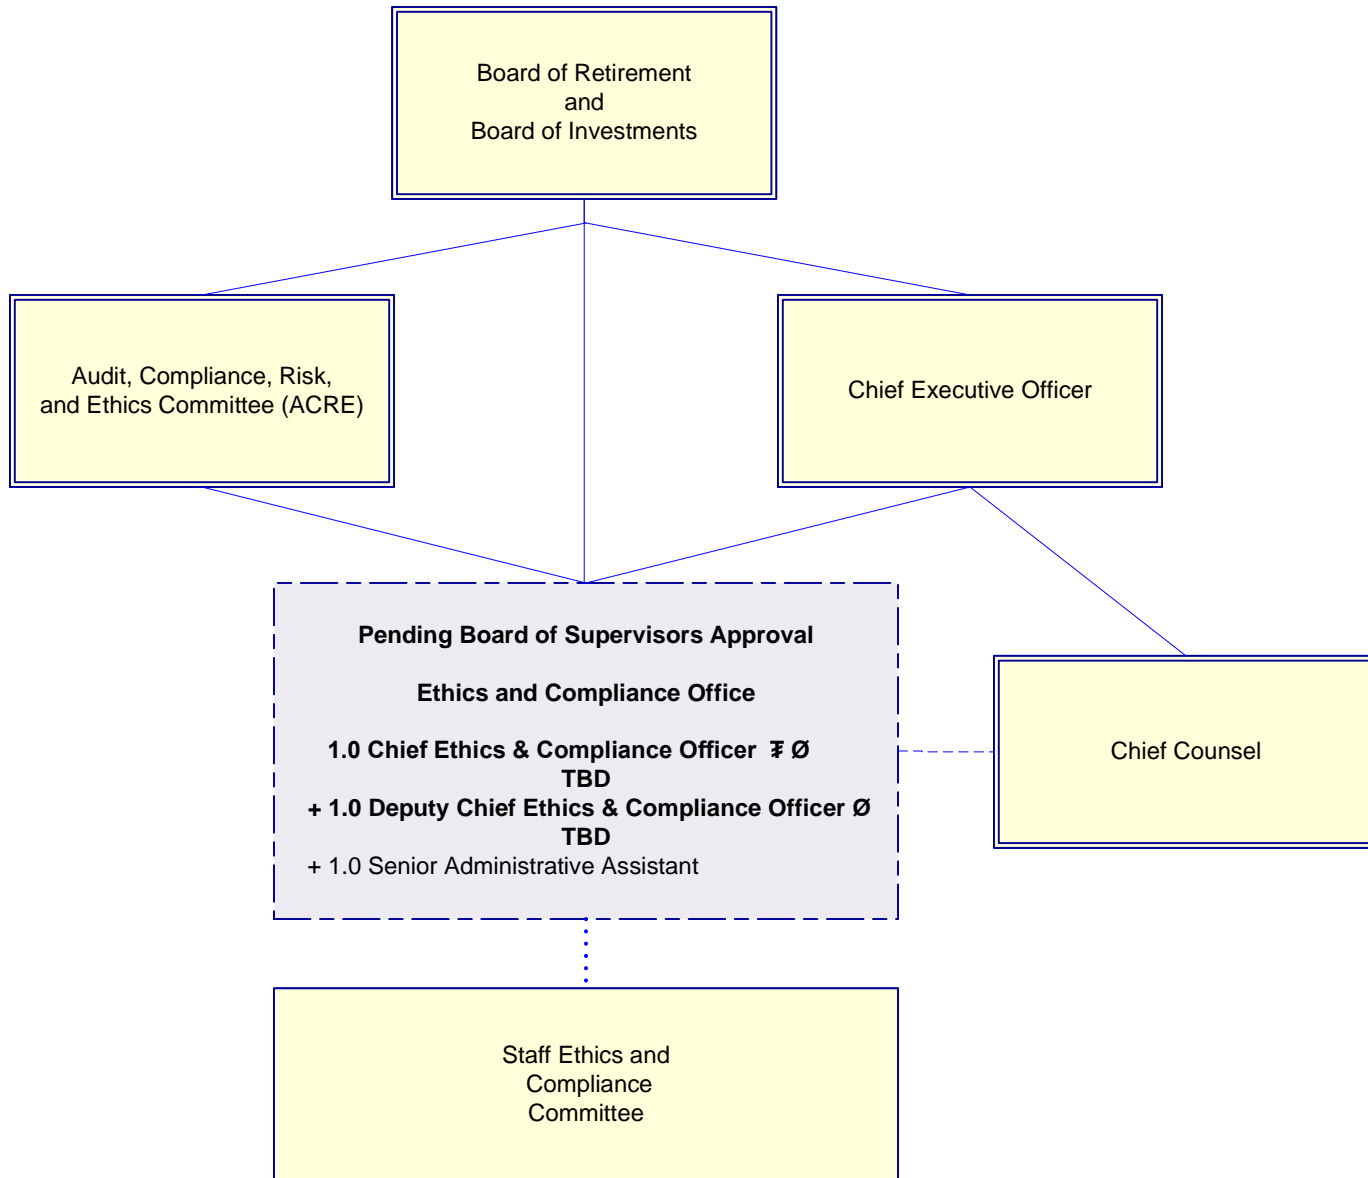 Board of Retirement
and
Board of Investments
Audit, Compliance, Risk,
and Ethics Committee (ACRE)
Chief Executive Officer
Pending Board of Supervisors Approval
Ethics and Compliance Office
1.0 Chief Ethics & Compliance Officer ₮ Ø
TBD
+ 1.0 Deputy Chief Ethics & Compliance Officer Ø
TBD
+ 1.0 Senior Administrative Assistant
Chief Counsel
Staff Ethics and
Compliance
Committee